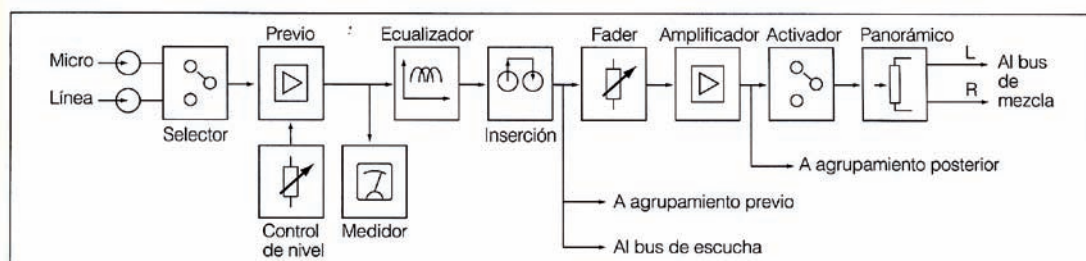 Previo
Ecualizador
Fader
Amplificador
Activador
Panorámico
Micro
Línea
Selector
Inserción
L
R
Al bus
de
mezcla
Control
de nivel
Medidor
A agrupamiento posterior
A agrupamiento previo
Al bus de escucha